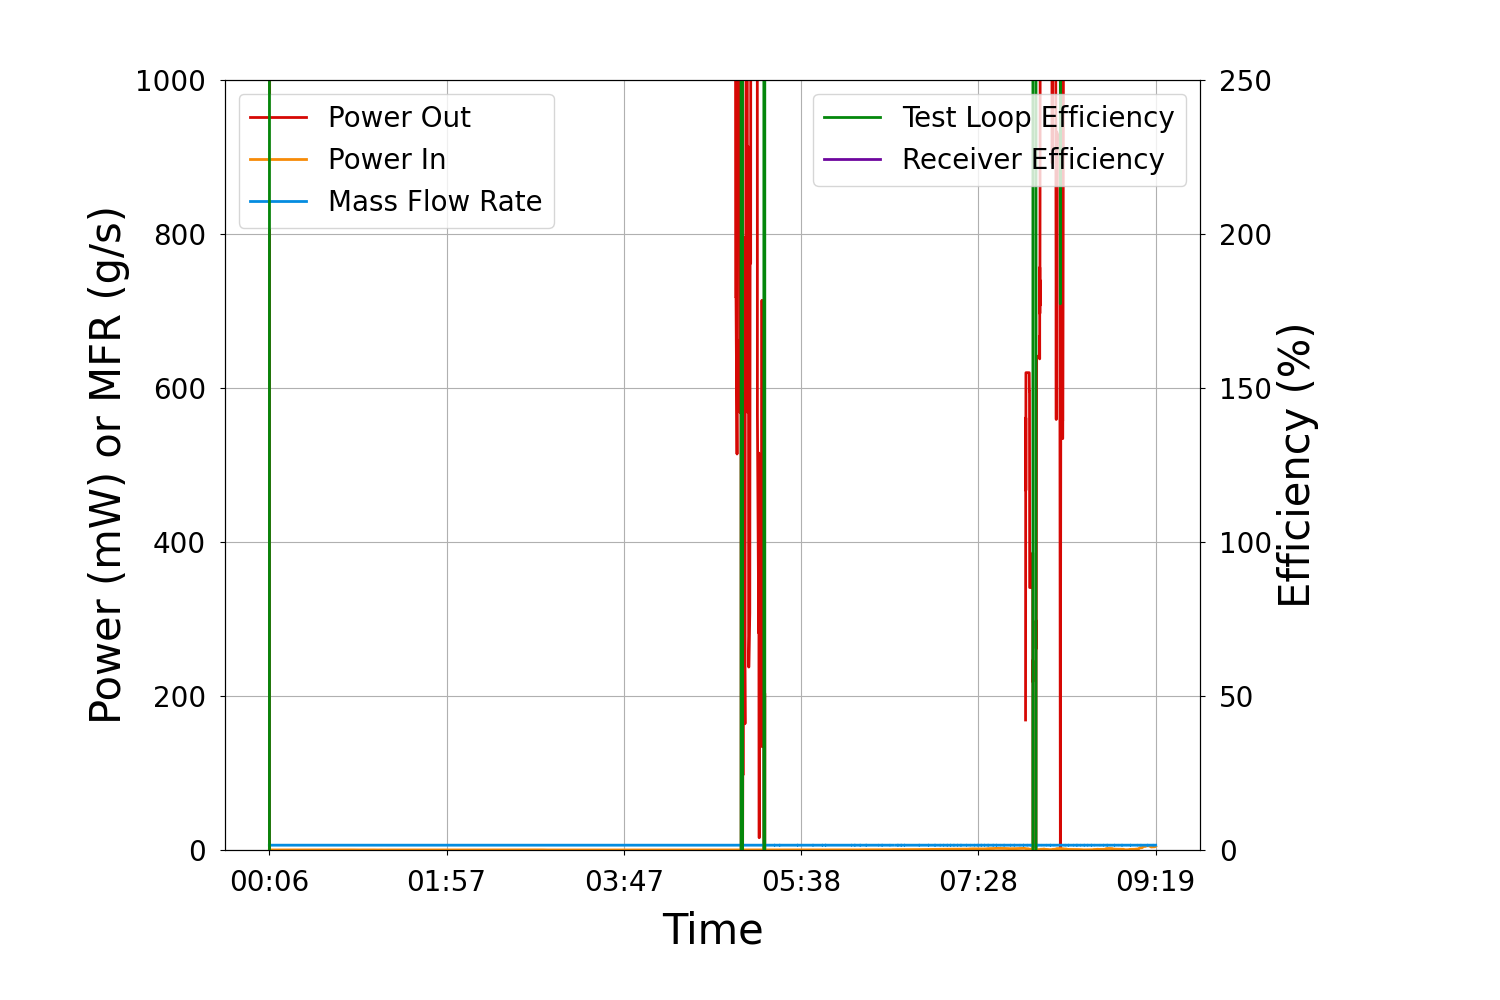 1000
800
600
400
200
0
Power (mW) or MFR (g/s)
Power Out
Power In
Mass Flow Rate
Test Loop Efficiency
Receiver Efficiency
250
200
150
100
50
0
Efficiency (%)
00:06 01:57 03:47 05:38 07:28 09:19
Time